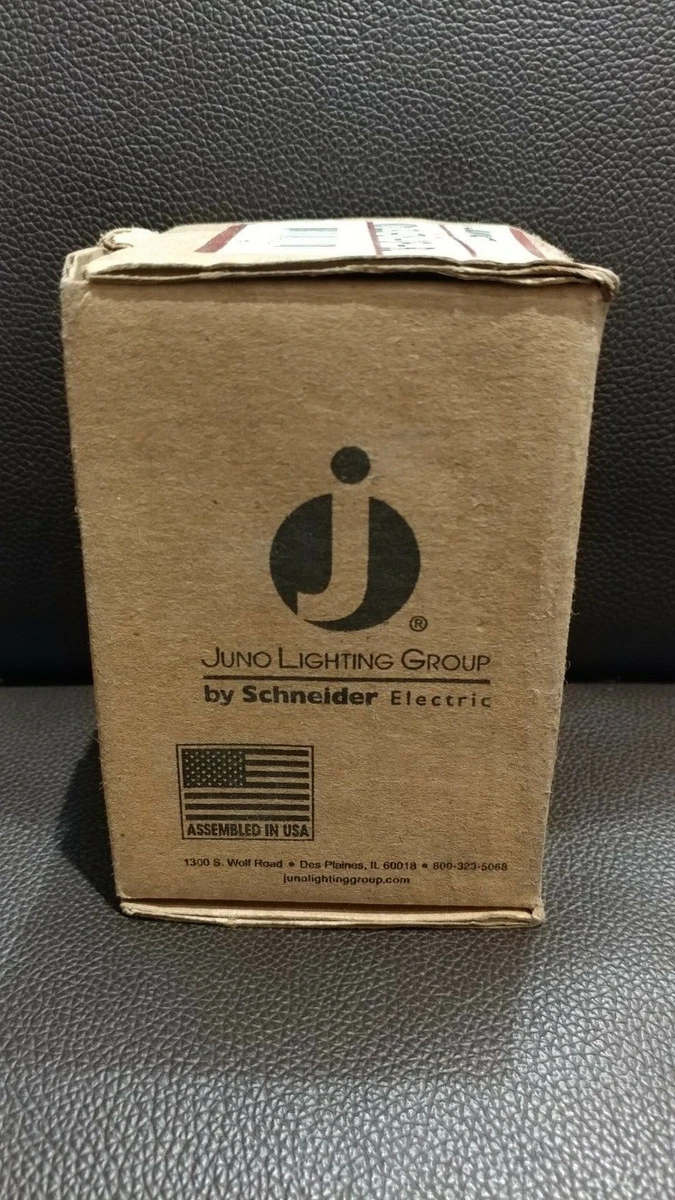 j
®
JUNO LIGHTING GROUP
by Schneider Electric
ASSEMBLED IN USA
1300 S. Wolf Road • Des Plaines, IL 60018 • 800-323-5068
junolightinggroup.com